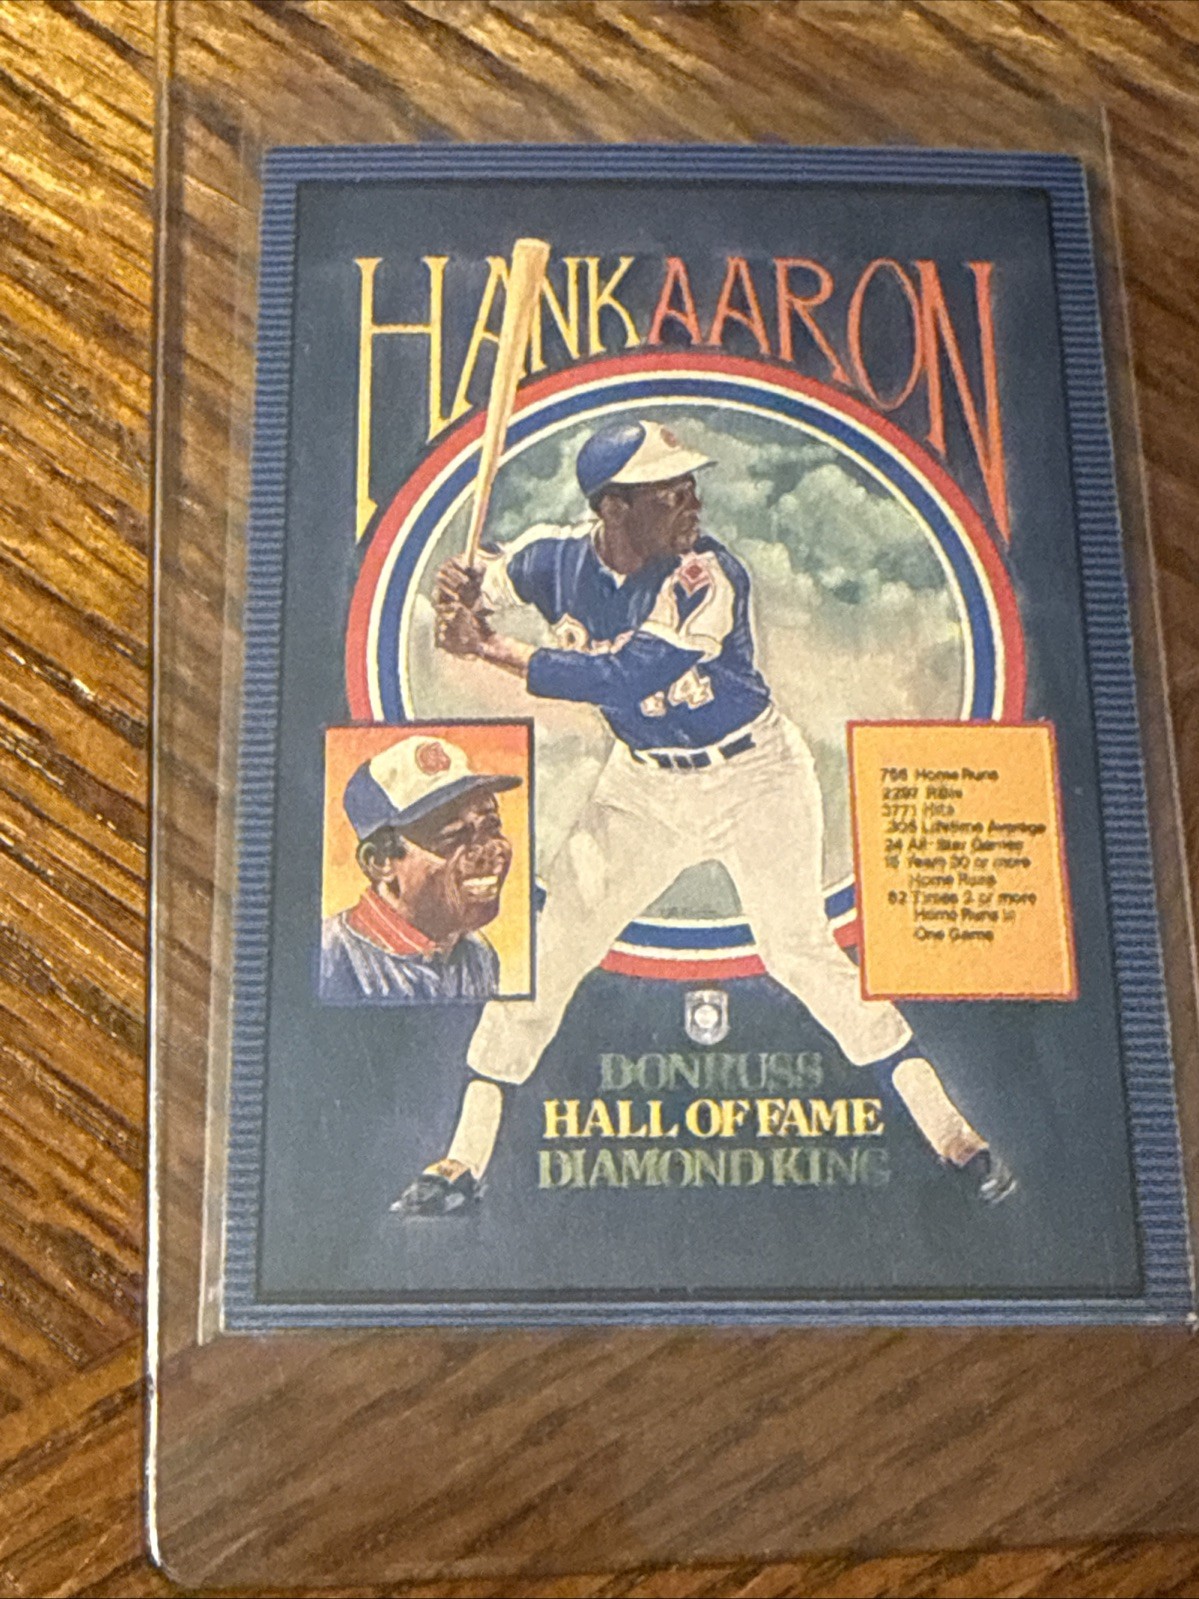 HANK AARON
755 Home Runs
2297 RBIs
3771 Hits
.305 Lifetime Average
24 All-Star Games
15 Years 30 or more
Home Runs
62 Times 2 or more
Home Runs in
One Game
DONRUSS
HALL OF FAME
DIAMOND KING